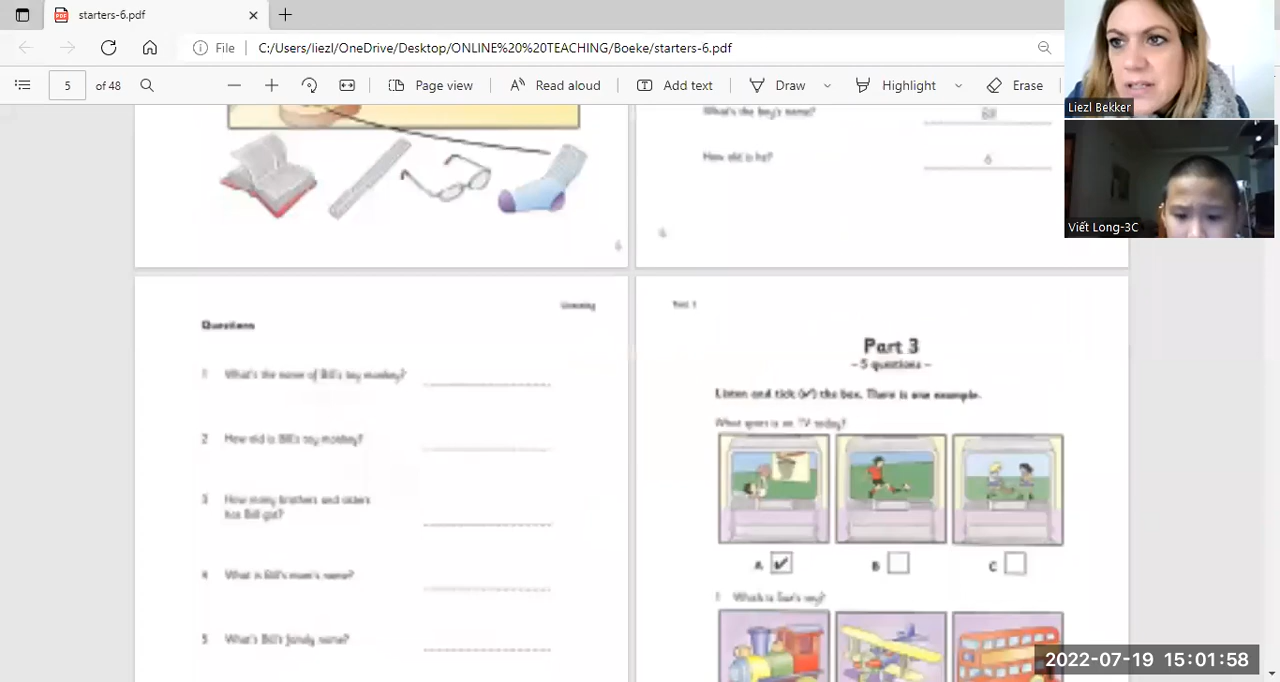 starters-6.pdf
File
C:/Users/liezl/OneDrive/Desktop/ONLINE%20%20TEACHING/Boeke/starters-6.pdf
5 of 48
Page view
Read aloud
Add text
Draw
Highlight
Erase
Liezl Bekker
Viết Long-3C
What's the boy's name?
Bill
How old is he?
6
6
Listening
Questions
1 What's the name of Bill's toy monkey?
2 How old is Bill's toy monkey?
3 How many brothers and sisters
has Bill got?
4 What is Bill's mum's name?
5 What's Bill's family name?
Test 1
Part 3
– 5 questions –
Listen and tick (✔) the box. There is one example.
What sport is on TV today?
A ✔
B
C
1 Which is Sue's toy?
2022-07-19 15:01:58